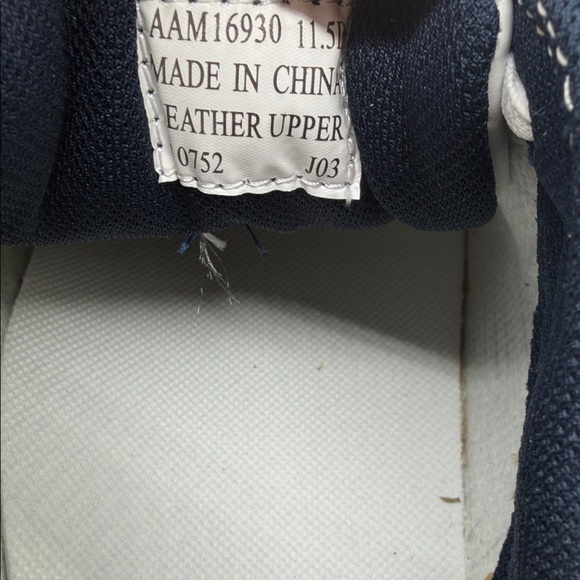 AAM16930 11.5D
MADE IN CHINA
EATHER UPPER
0752 J03